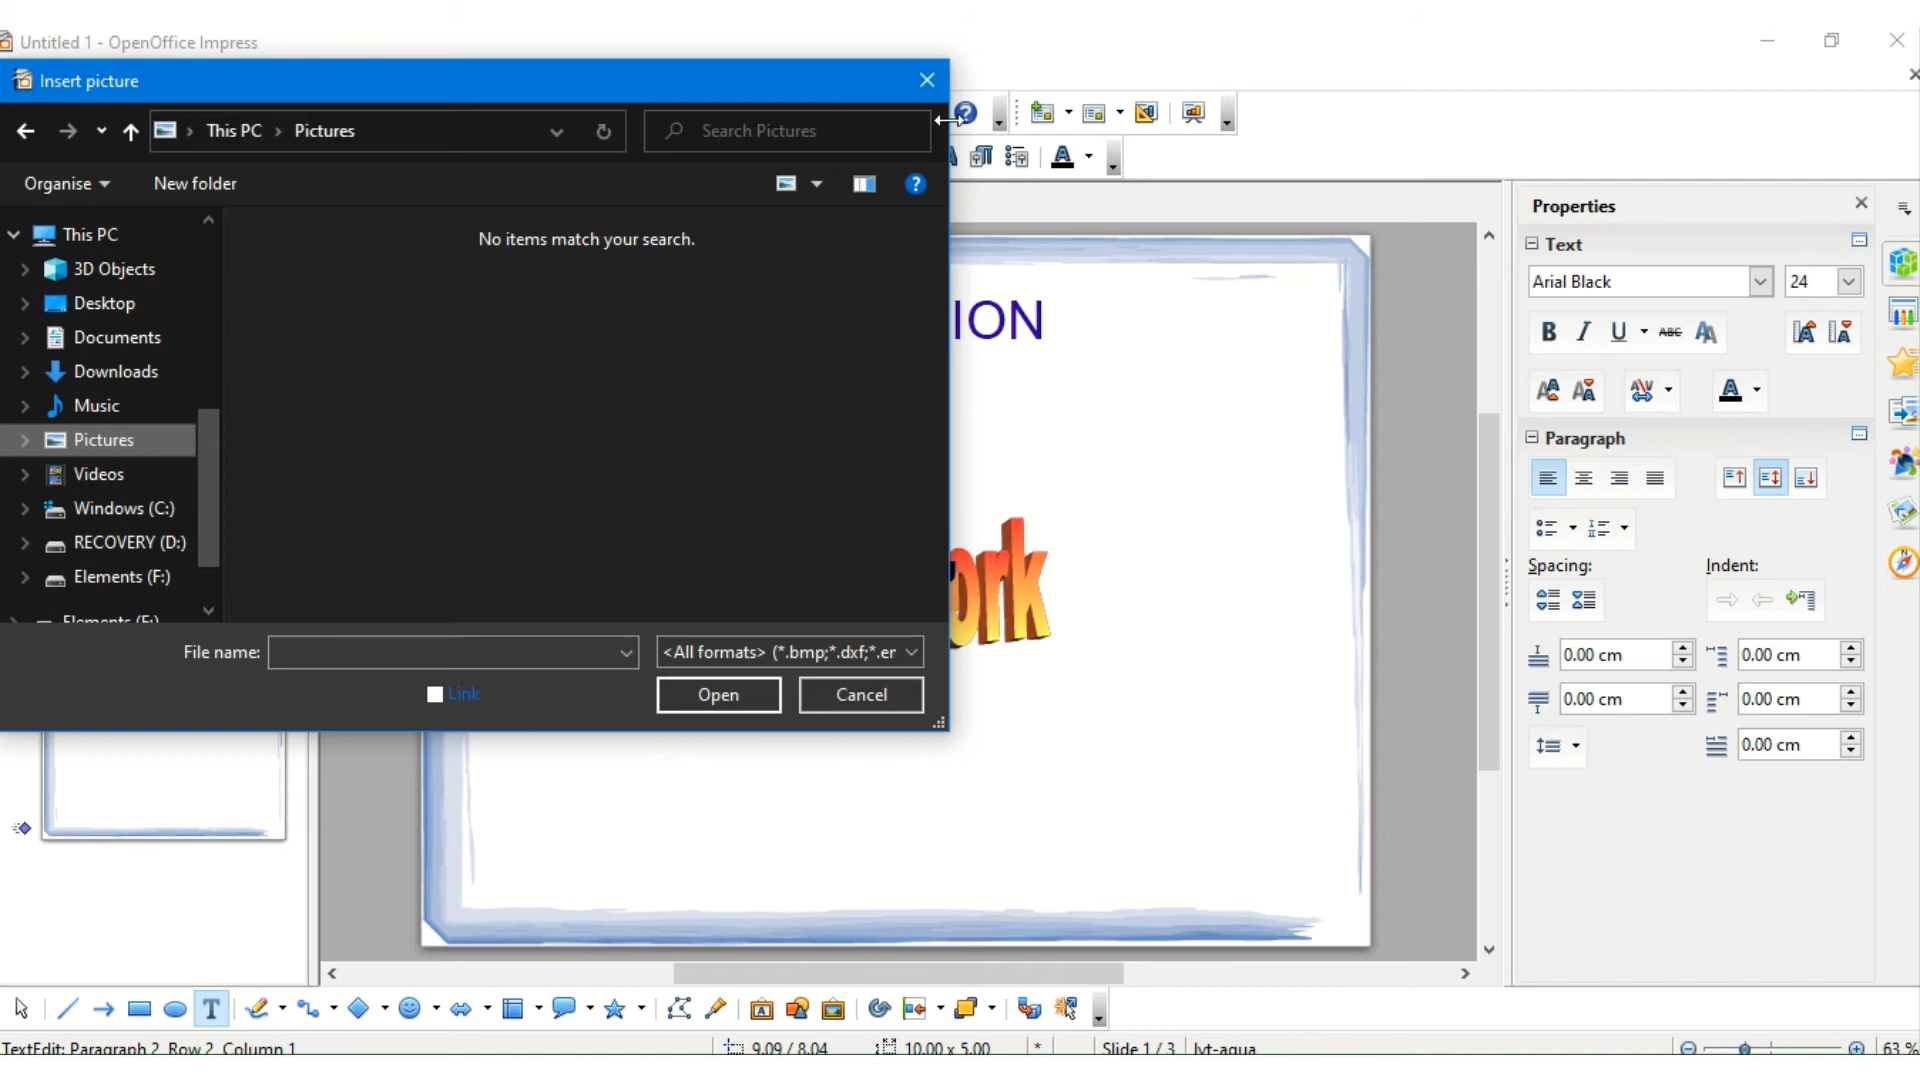 Untitled 1 - OpenOffice Impress
Insert picture
This PC > Pictures
Search Pictures
Organise
New folder
This PC
3D Objects
Desktop
Documents
Downloads
Music
Pictures
Videos
Windows (C:)
RECOVERY (D:)
Elements (F:)
Elements (F:)
No items match your search.
File name:
<All formats> (*.bmp;*.dxf;*.er
Link
Open
Cancel
ION
ork
Properties
Text
Arial Black
24
Paragraph
Spacing:
Indent:
0.00 cm
0.00 cm
0.00 cm
0.00 cm
0.00 cm
TextEdit: Paragraph 2, Row 2, Column 1
9.09 / 8.04
10.00 x 5.00
*
Slide 1 / 3
lyt-aqua
63 %